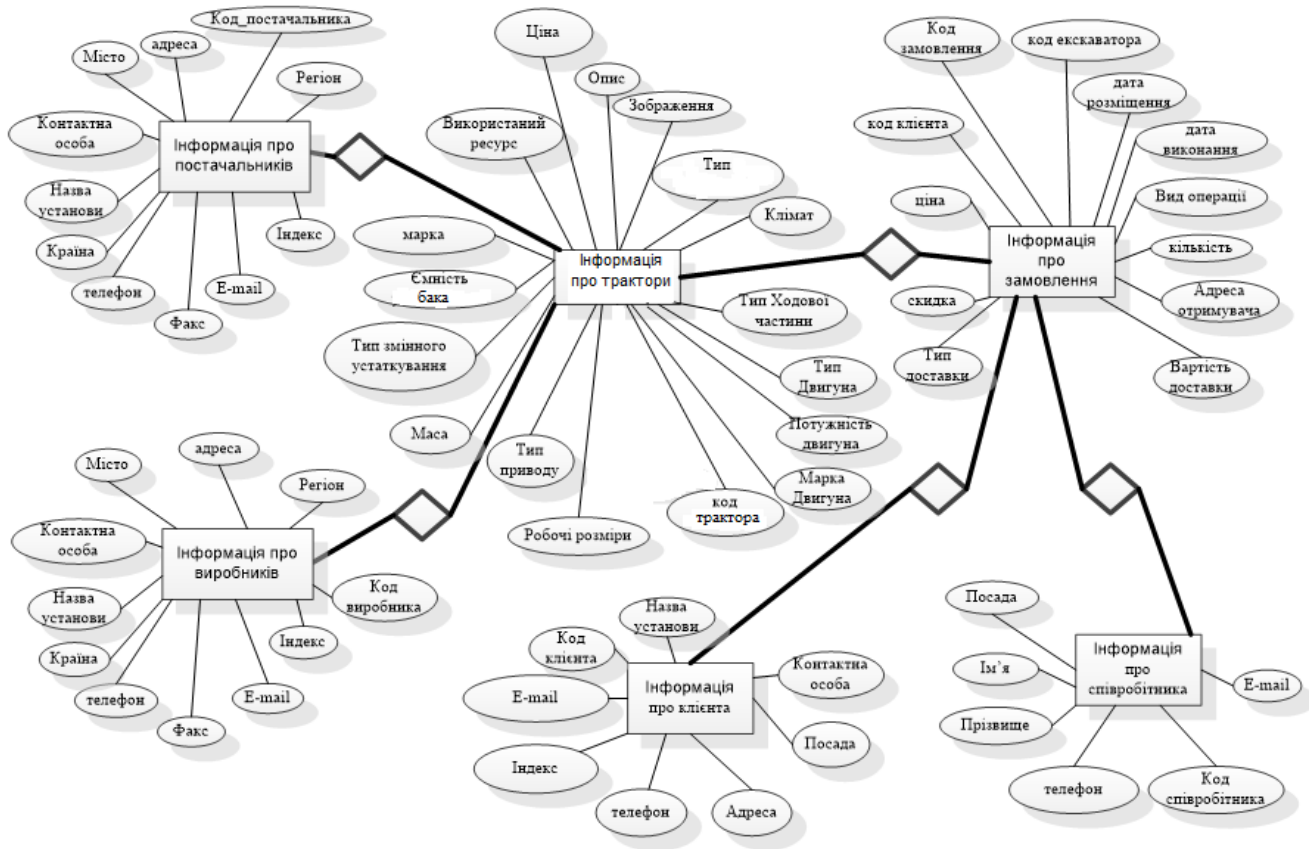 Код_постачальника
адреса
Місто
Регіон
Контактна
особа
Інформація про
постачальників
Назва
установи
Країна
телефон
Факс
E-mail
Індекс
Ціна
Опис
Зображення
Використаний
ресурс
Тип
Клімат
марка
Ємність
бака
Інформація
про трактори
Тип Ходової
частини
Тип змінного
устаткування
Тип
Двигуна
Маса
Тип
приводу
Потужність
двигуна
Марка
Двигуна
код
трактора
Робочі розміри
Код
замовлення
код екскаватора
дата
розміщення
код клієнта
дата
виконання
ціна
Вид операції
Інформація
про
замовлення
кількість
скидка
Адреса
отримувача
Тип
доставки
Вартість
доставки
Місто
адреса
Регіон
Контактна
особа
Інформація про
виробників
Назва
установи
Код
виробника
Країна
Індекс
телефон
E-mail
Факс
Назва
установи
Код
клієнта
Контактна
особа
E-mail
Інформація
про клієнта
Посада
Індекс
телефон
Адреса
Посада
Інформація
про
співробітника
Ім’я
E-mail
Прізвище
телефон
Код
співробітника